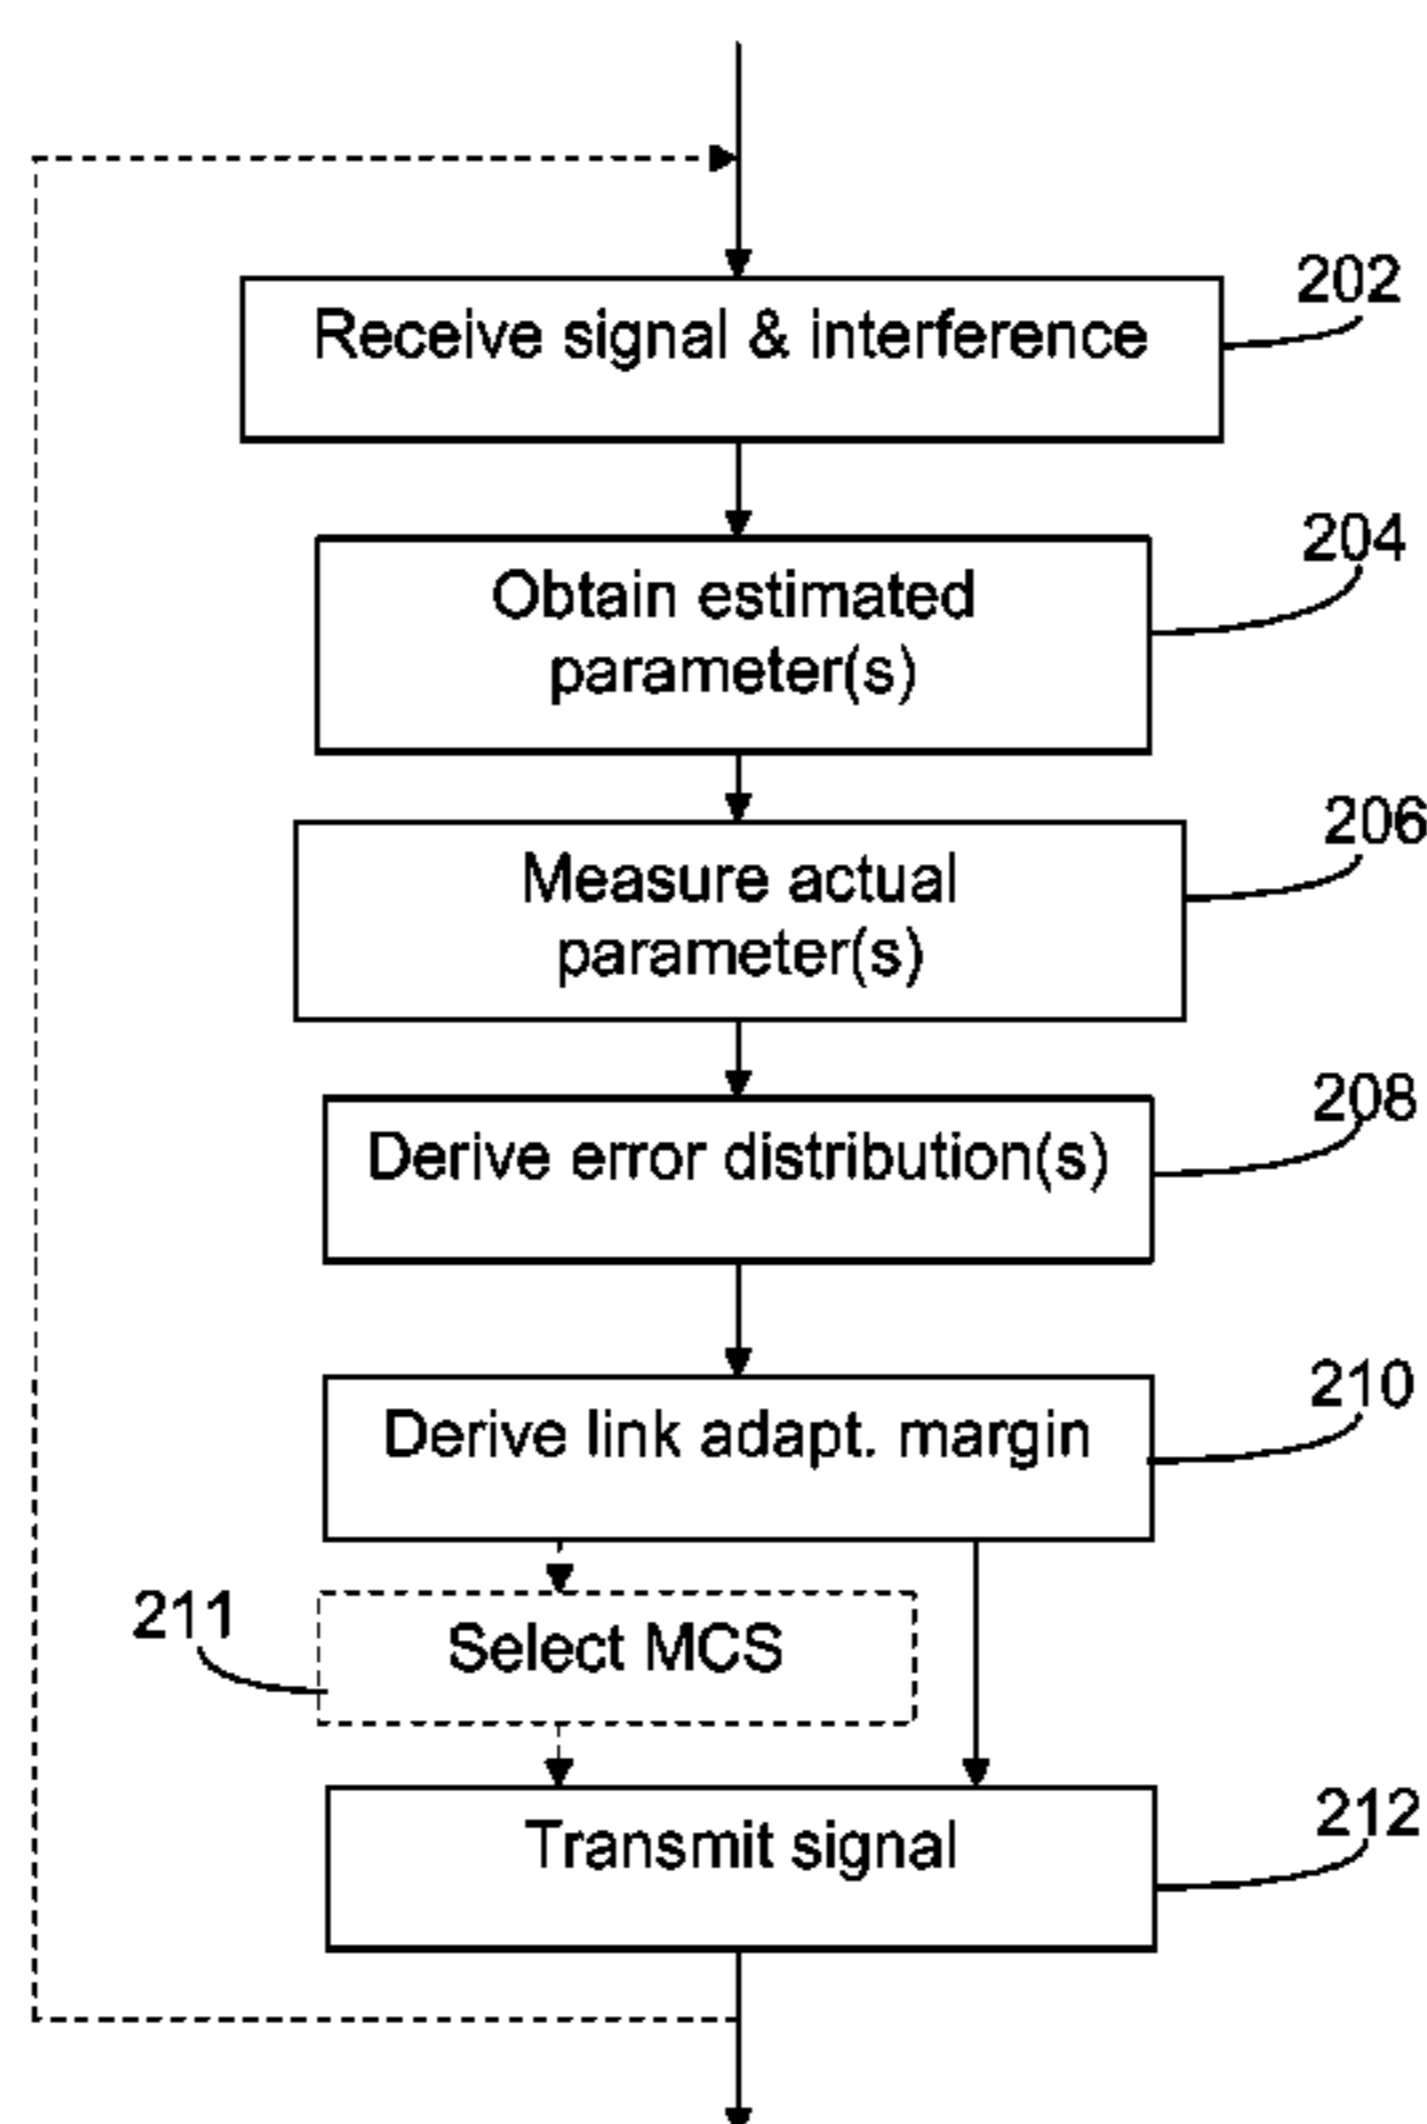 202
Receive signal & interference
204
Obtain estimated
parameter(s)
206
Measure actual
parameter(s)
208
Derive error distribution(s)
210
Derive link adapt. margin
211
Select MCS
212
Transmit signal